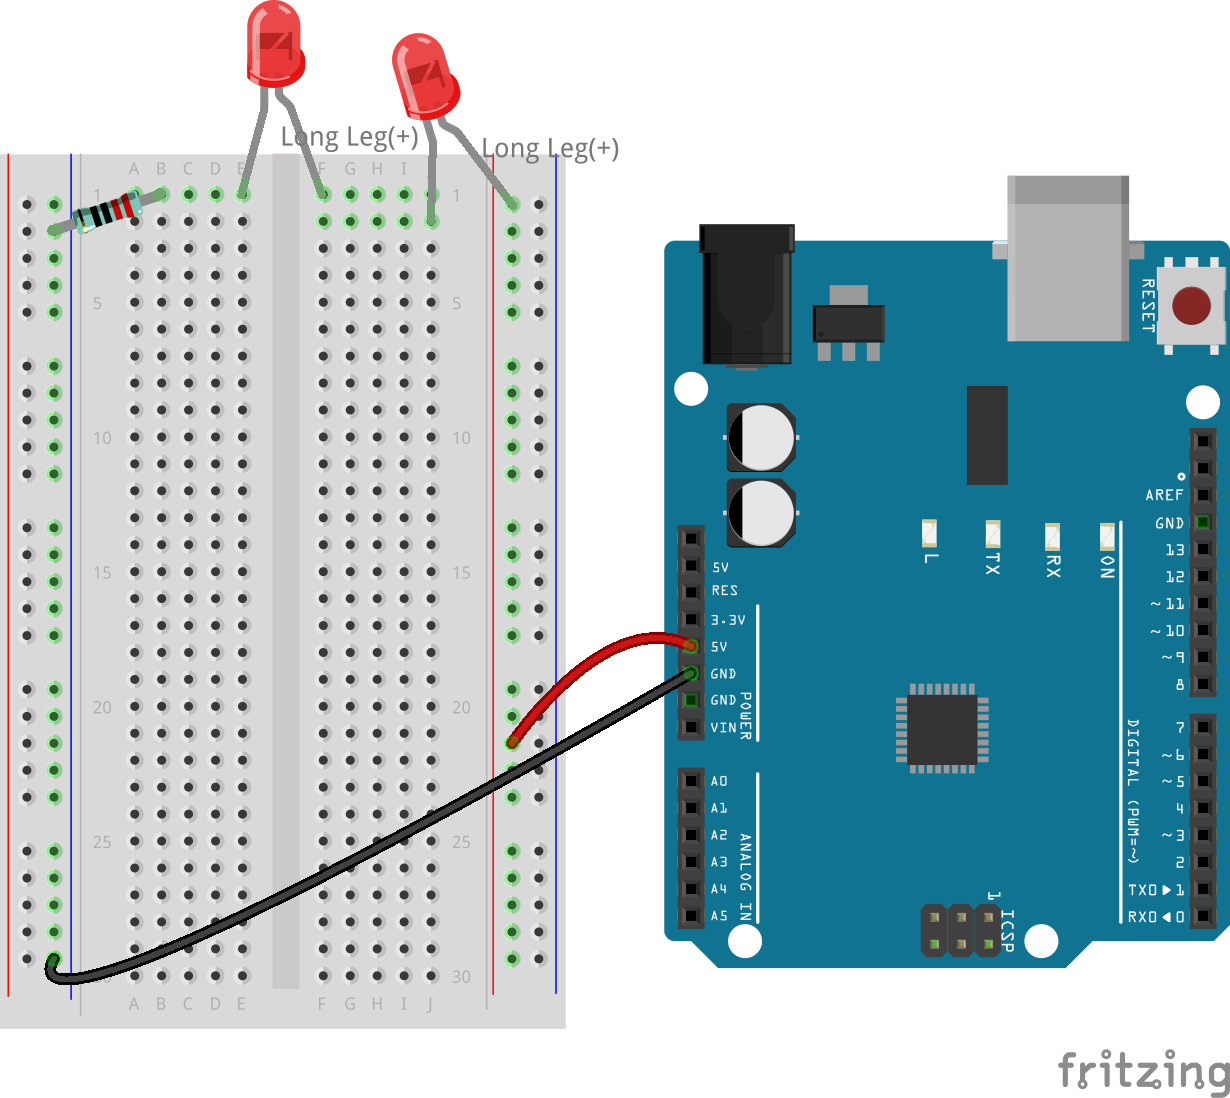 Long Leg(+)
Long Leg(+)
A B C D E F G H I
1 1
5 5
10 10
15 15
20 20
25 25
30 30
A B C D E F G H I J
RESET
5V
RES
3.3V
5V
GND
GND
VIN
POWER
A0
A1
A2
A3
A4
A5
ANALOG IN
L
TX
RX
ON
AREF
GND
13
12
~11
~10
~9
8
7
~6
~5
4
~3
2
TX0▶1
RX0◀0
DIGITAL (PWM=~)
1
ICSP
fritzing